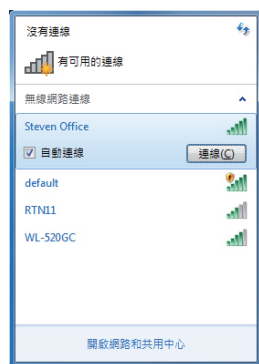 沒有連線
有可用的連線
無線網路連線
Steven Office
自動連線
連線(C)
default
RTN11
WL-520GC
開啟網路和共用中心